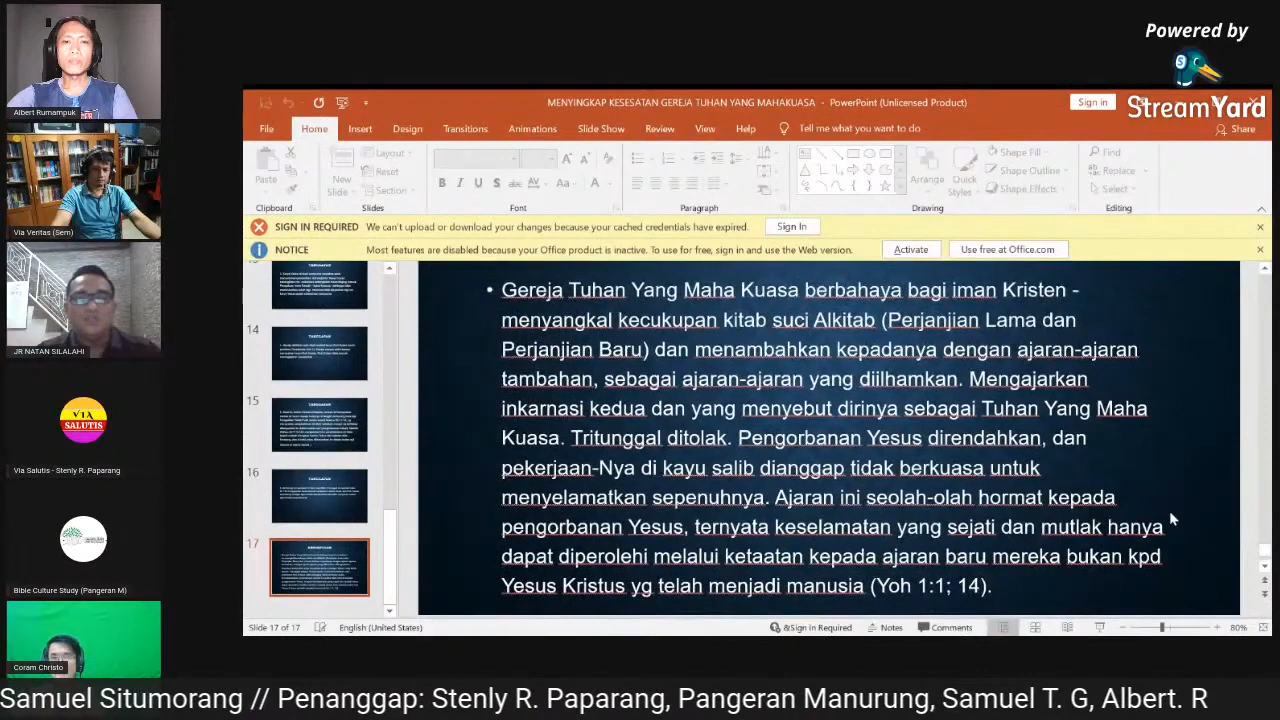 Powered by
StreamYard
Albert Rumampuk
Via Veritas (Sem)
JR NATAN SILALAHI
VIA
SALUTIS
Via Salutis - Stenly R. Paparang
Bible Culture Study (Pangeran M)
Coram Christo
MENYINGKAP KESESATAN GEREJA TUHAN YANG MAHAKUASA - PowerPoint (Unlicensed Product)
Sign in
File Home Insert Design Transitions Animations Slide Show Review View Help Tell me what you want to do
Share
Paste
New
Slide
Layout
Reset
Section
Arrange
Quick
Styles
Shape Fill
Shape Outline
Shape Effects
Find
Replace
Select
Clipboard Slides Font Paragraph Drawing Editing
SIGN IN REQUIRED We can't upload or download your changes because your cached credentials have expired. Sign In
NOTICE Most features are disabled because your Office product is inactive. To use for free, sign in and use the Web version. Activate Use free at Office.com
14
15
16
17
• Gereja Tuhan Yang Maha Kuasa berbahaya bagi iman Kristen -
menyangkal kecukupan kitab suci Alkitab (Perjanjian Lama dan
Perjanjin Baru) dan menambahkan kepadanya dengan ajaran-ajaran
tambahan, sebagai ajaran-ajaran yang diilhamkan. Mengajarkan
inkarnasi kedua dan yang menyebut dirinya sebagai Tuhan Yang Maha
Kuasa. Tritunggal ditolak. Pengobanan Yesus direndahkan, dan
pekerjaan-Nya di kayu salib dianggap tidak berkuasa untuk
menyelamatkan sepenunnya. Ajaran ini seolah-olah hormat kepada
pengorbanan Yesus, ternyata keselamatan yang sejati dan mutlak hanya
dapat diperoleh melalui
bukan kpd
Yesus Kristus yg telah menjadi manusia (Yoh 1:1; 14).
Slide 17 of 17 English (United States) &Sign in Required Notes Comments 80%
Samuel Situmorang // Penanggap: Stenly R. Paparang, Pangeran Manurung, Samuel T. G, Albert. R